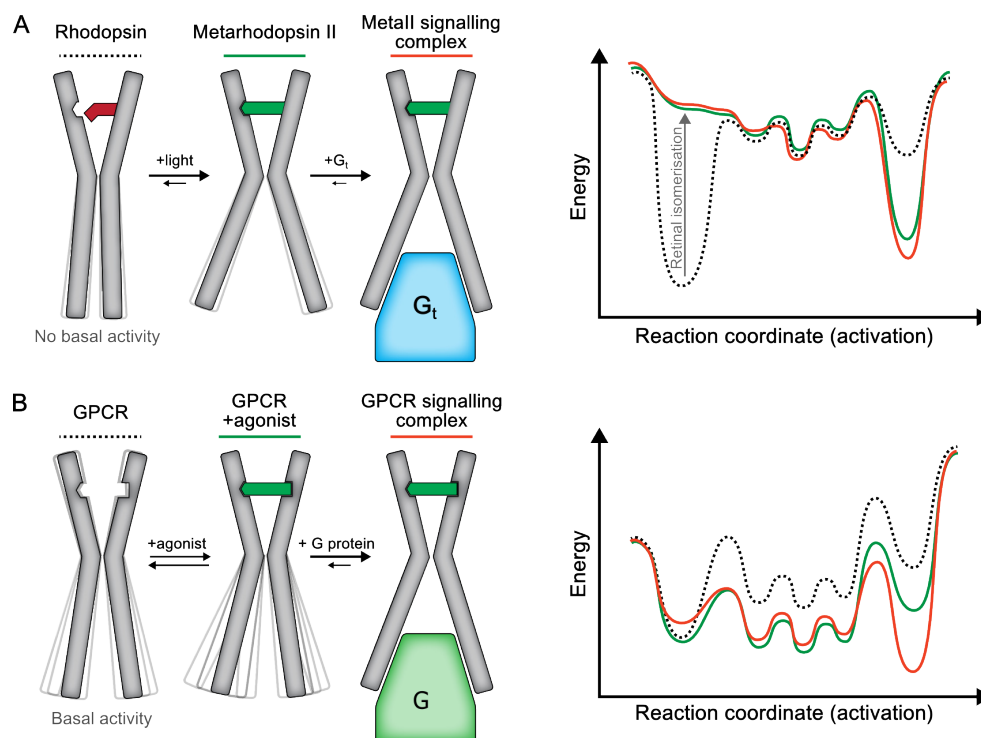 A
Rhodopsin
Metarhodopsin II
MetaII signalling
complex
+light
+Gt
Gt
No basal activity
Energy
Retinal isomerisation
Reaction coordinate (activation)
B
GPCR
GPCR
+agonist
GPCR signalling
complex
+agonist
+ G protein
G
Basal activity
Energy
Reaction coordinate (activation)